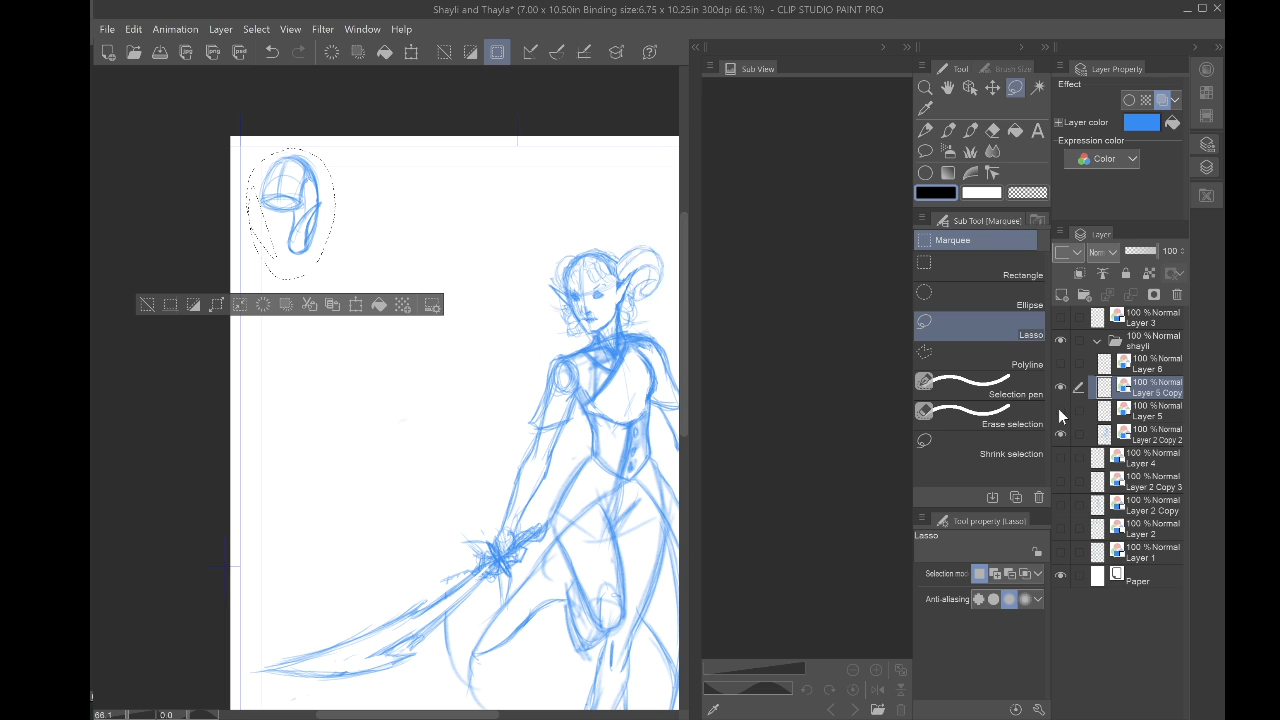 Shayli and Thayla* (7.00 x 10.50in Binding size:6.75 x 10.25in 300dpi 66.1%) - CLIP STUDIO PAINT PRO
File Edit Animation Layer Select View Filter Window Help
Sub View
Tool
Brush Size
Layer Property
Effect
Layer color
Expression color
Color
Sub Tool [Marquee]
Marquee
Rectangle
Ellipse
Lasso
Polyline
Selection pen
Erase selection
Shrink selection
Tool property [Lasso]
Lasso
Selection mo
Anti-aliasing
Layer
Norm
100
100 %Normal
Layer 3
100 %Normal
shayli
100 %Normal
Layer 6
100 %Normal
Layer 5 Copy
100 %Normal
Layer 5
100 %Normal
Layer 2 Copy 2
100 %Normal
Layer 4
100 %Normal
Layer 2 Copy 3
100 %Normal
Layer 2 Copy
100 %Normal
Layer 2
100 %Normal
Layer 1
Paper
66.1
0.0